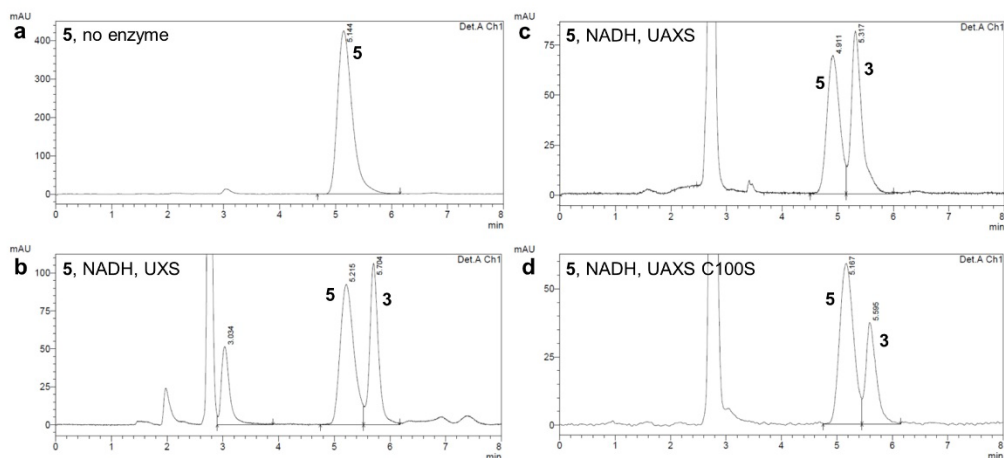 a 5, no enzyme
mAU
Det.A Ch1
400
300
200
100
0
5.144
5
0 1 2 3 4 5 6 7 8
min
b 5, NADH, UXS
mAU
Det.A Ch1
100
75
50
25
0
3.034
5.215
5.704
5
3
0 1 2 3 4 5 6 7 8
min
c 5, NADH, UAXS
mAU
Det.A Ch1
75
50
25
0
4.911
5.317
5
3
0 1 2 3 4 5 6 7 8
min
d 5, NADH, UAXS C100S
mAU
Det.A Ch1
50
25
0
5.167
5.595
5
3
0 1 2 3 4 5 6 7 8
min